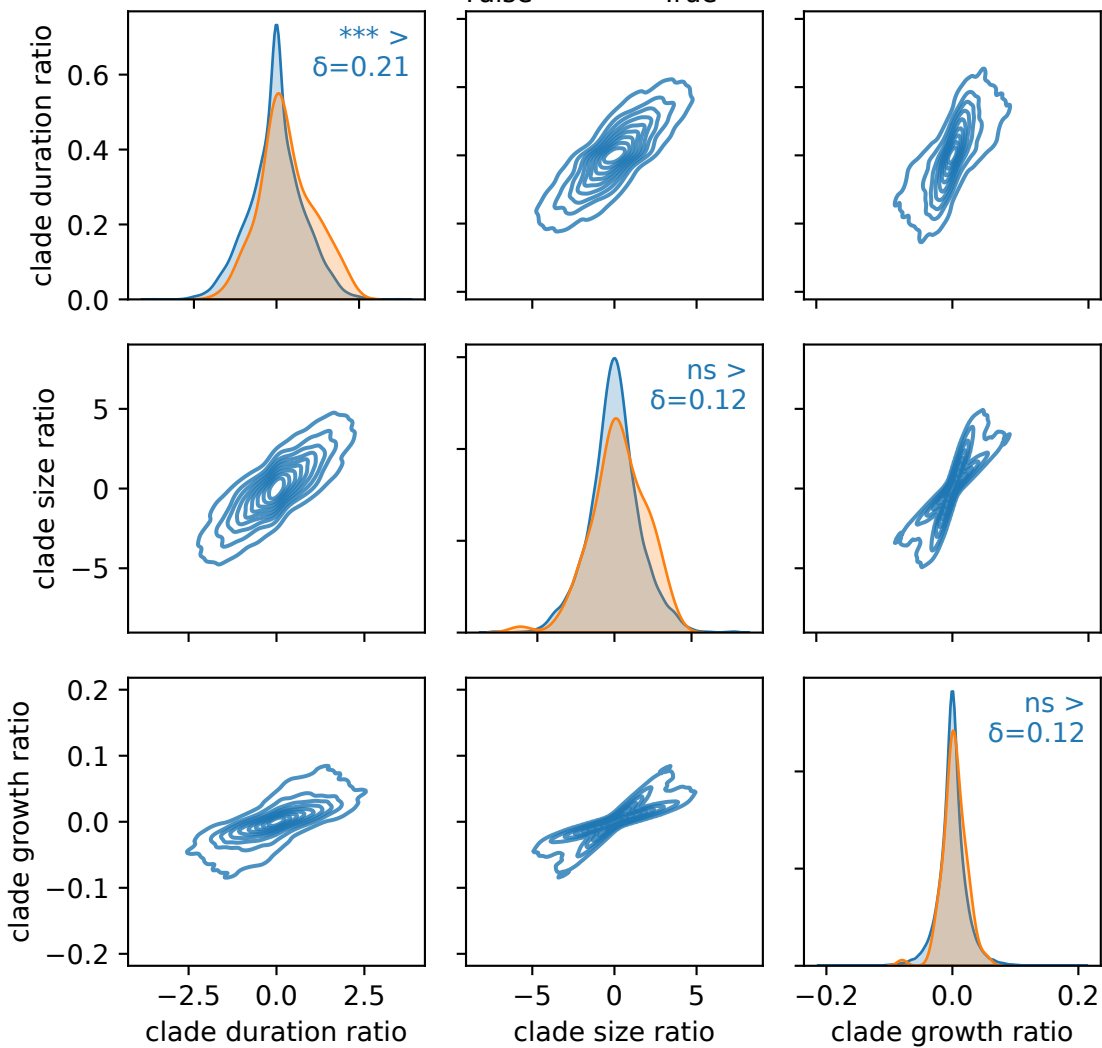 0.0
0.2
0.4
0.6
clade duration ratio
*** >
δ=0.21
−5
0
5
clade size ratio
ns >
δ=0.12
−0.2
−0.1
0.0
0.1
0.2
clade growth ratio
ns >
δ=0.12
−2.5 0.0 2.5
clade duration ratio
−5 0 5
clade size ratio
−0.2 0.0 0.2
clade growth ratio